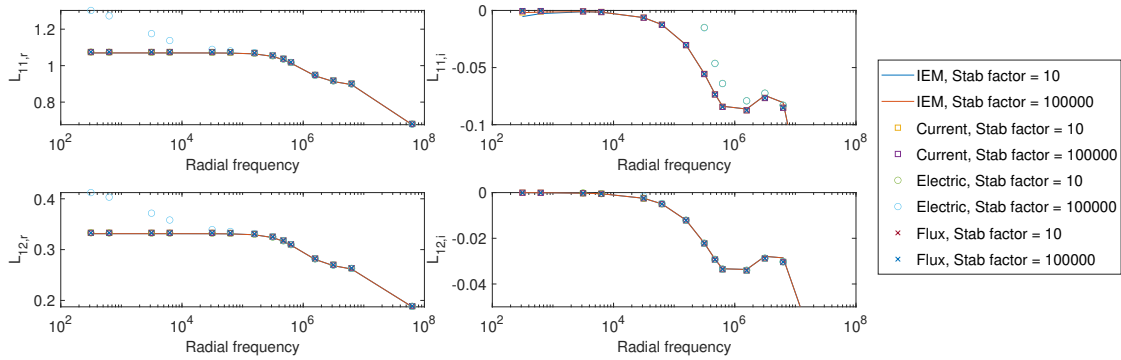 1.2
1
0.8
L11,r
10^2 10^4 10^6 10^8
Radial frequency
0
-0.05
-0.1
L11,i
10^2 10^4 10^6 10^8
Radial frequency
0.4
0.3
0.2
L12,r
10^2 10^4 10^6 10^8
Radial frequency
0
-0.02
-0.04
L12,i
10^2 10^4 10^6 10^8
Radial frequency
IEM, Stab factor = 10
IEM, Stab factor = 100000
Current, Stab factor = 10
Current, Stab factor = 100000
Electric, Stab factor = 10
Electric, Stab factor = 100000
Flux, Stab factor = 10
Flux, Stab factor = 100000